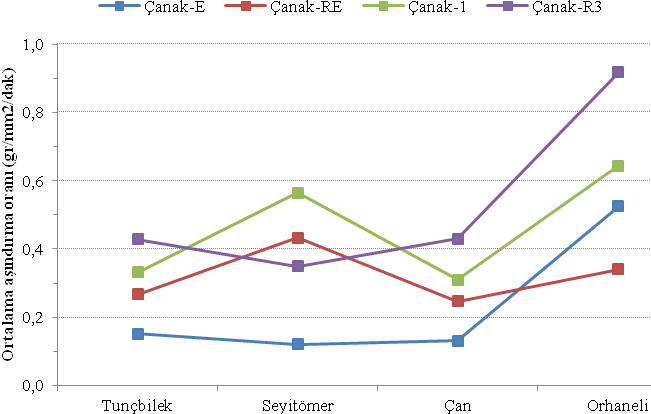 Çanak-E Çanak-RE Çanak-1 Çanak-R3
Ortalama aşındırma oranı (gr/mm2/dak)
1,0
0,8
0,6
0,4
0,2
0,0
Tunçbilek Seyitömer Çan Orhaneli